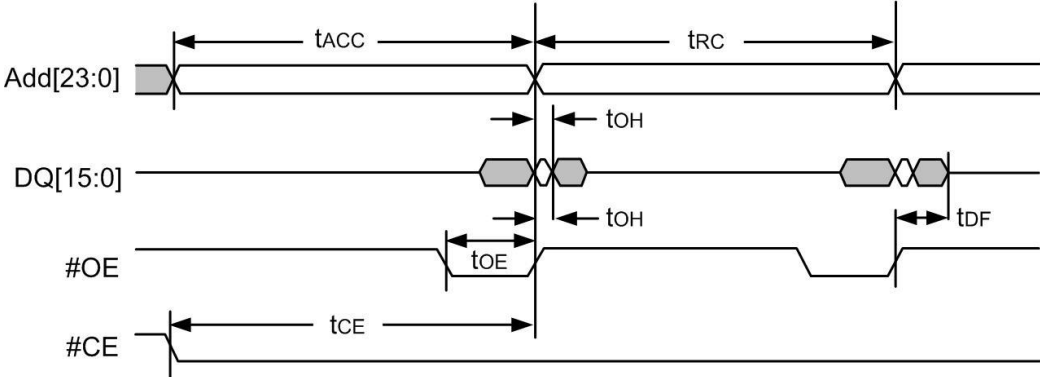 tACC tRC
Add[23:0]
tOH
DQ[15:0]
tOH tDF
tOE
#OE
tCE
#CE